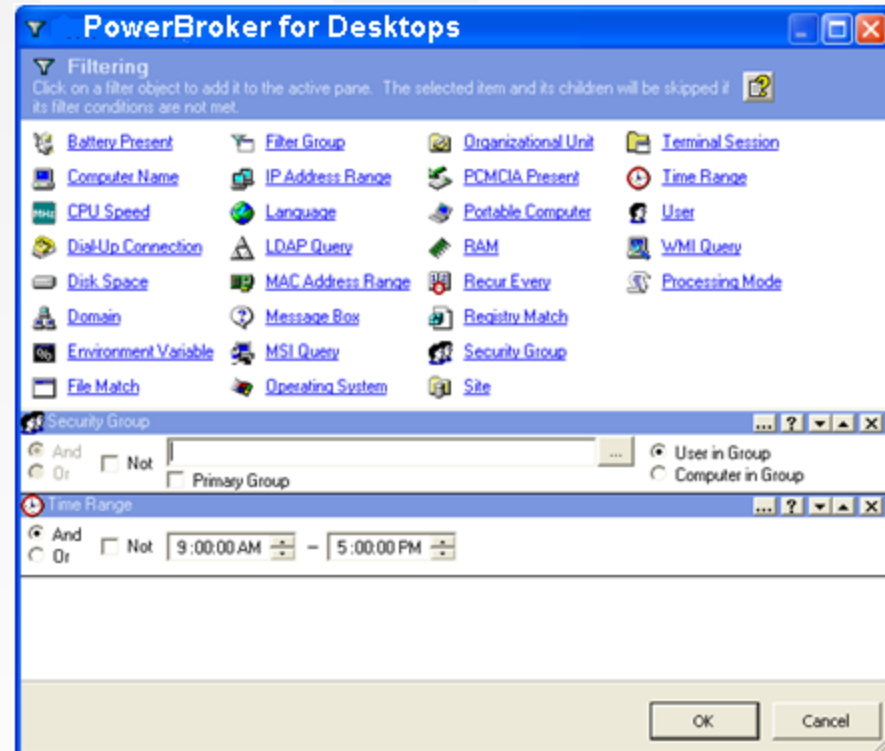 PowerBroker for Desktops
Filtering
Click on a filter object to add it to the active pane. The selected item and its children will be skipped if
its filter conditions are not met.
Battery Present Filter Group Organizational Unit Terminal Session
Computer Name IP Address Range PCMCIA Present Time Range
MHz CPU Speed Language Portable Computer User
Dial-Up Connection LDAP Query RAM WMI Query
Disk Space MAC Address Range Recur Every Processing Mode
Domain Message Box Registry Match
% Environment Variable MSI Query Security Group
File Match Operating System Site
Security Group ... ?
And
Or
Not ...
Primary Group
User in Group
Computer in Group
Time Range ... ?
And
Or
Not 9:00:00 AM – 5:00:00 PM
OK Cancel